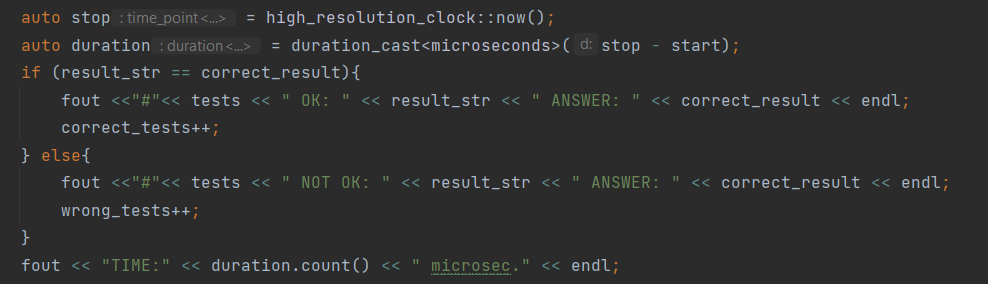 auto stop : time_point<...> = high_resolution_clock::now();
auto duration : duration<...> = duration_cast<microseconds>( d: stop - start);
if (result_str == correct_result){
    fout <<"#"<< tests << " OK: " << result_str << " ANSWER: " << correct_result << endl;
    correct_tests++;
} else{
    fout <<"#"<< tests << " NOT OK: " << result_str << " ANSWER: " << correct_result << endl;
    wrong_tests++;
}
fout << "TIME:" << duration.count() << " microsec." << endl;